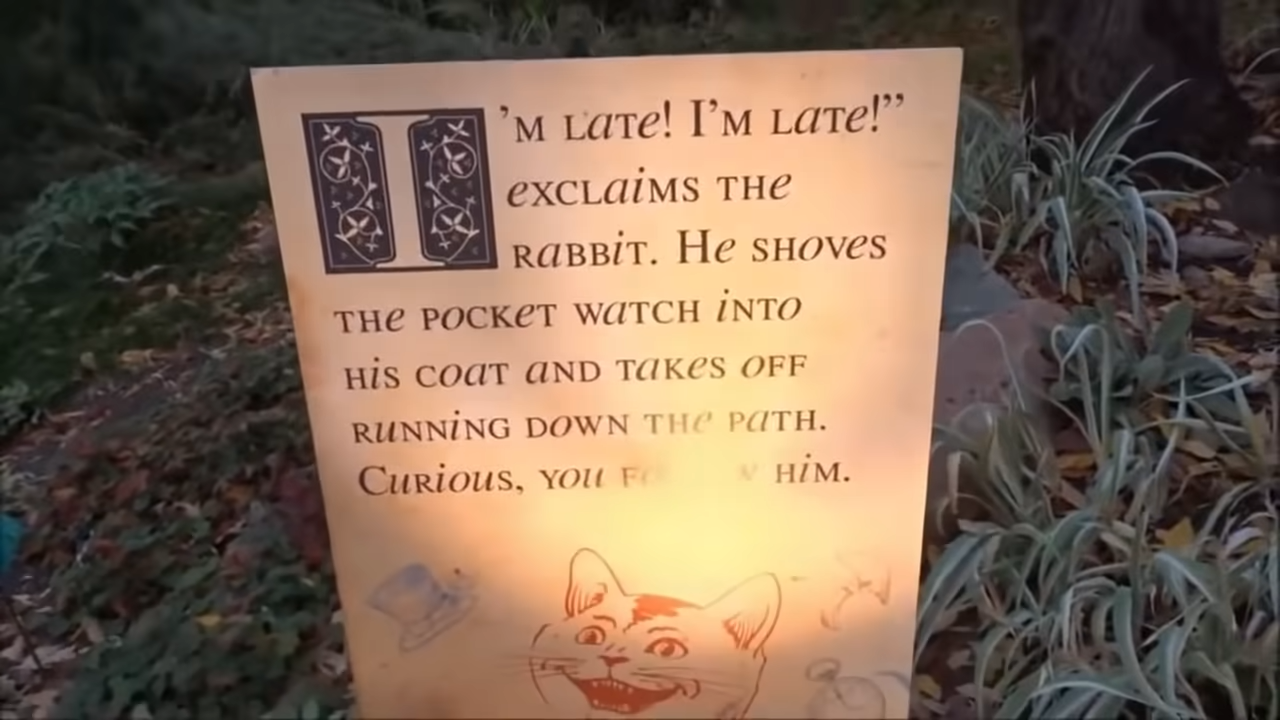 I'M LATE! I'M LATE!”
EXCLAIMS THE
RABBIT. HE SHOVES
THE POCKET WATCH INTO
HIS COAT AND TAKES OFF
RUNNING DOWN THE PATH.
CURIOUS, YOU HIM.